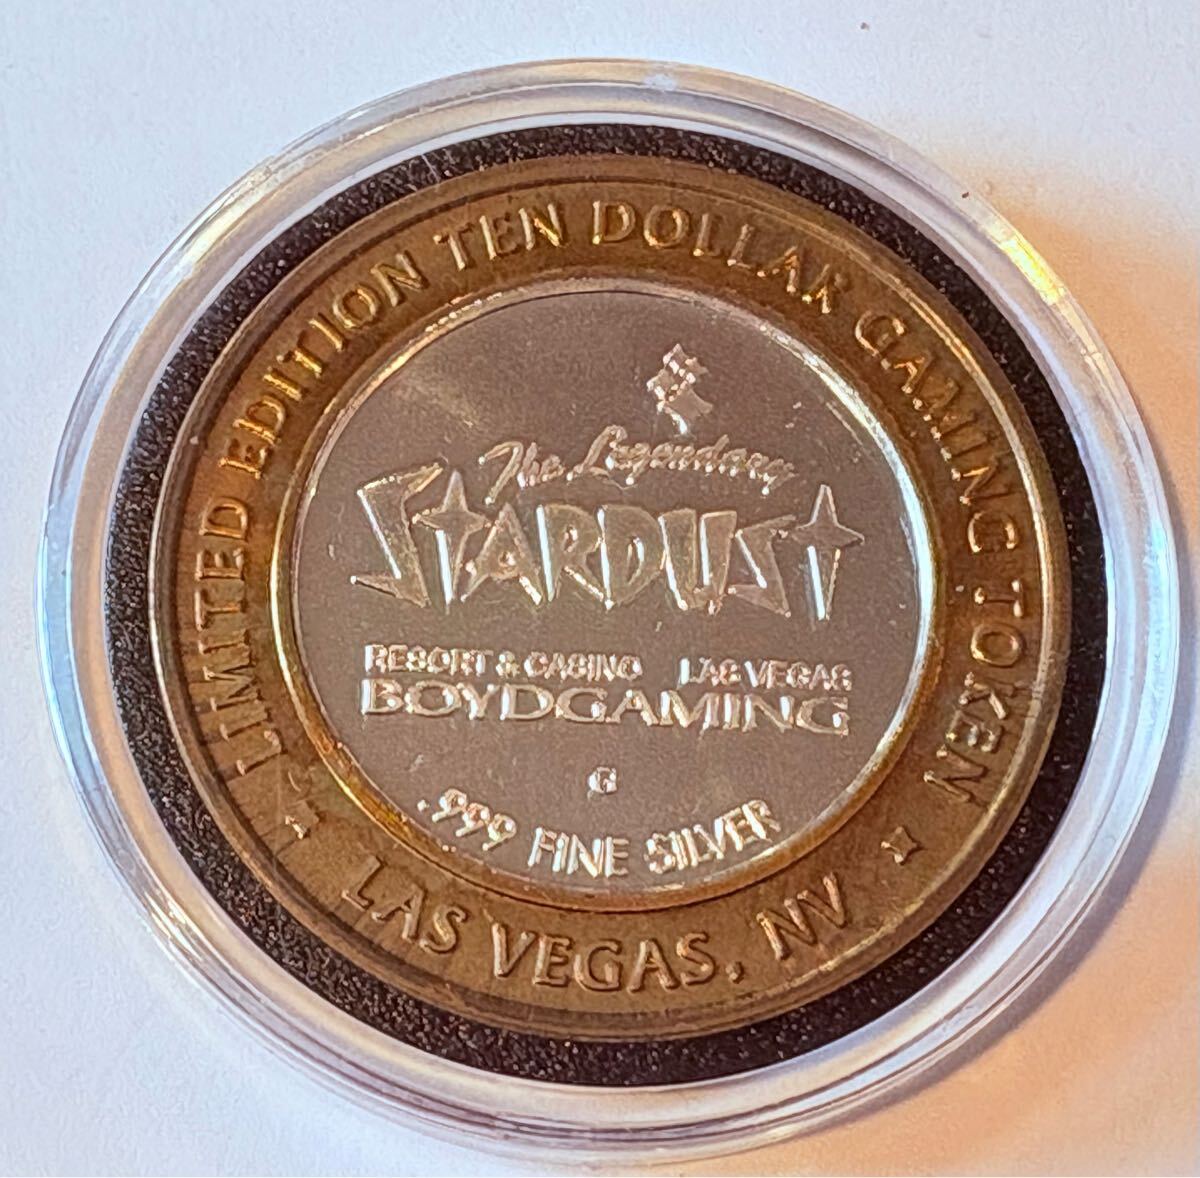 LIMITED EDITION TEN DOLLAR GAMING TOKEN
The Legendary
STARDUST
RESORT & CASINO LAS VEGAS
BOYDGAMING
G
.999 FINE SILVER
LAS VEGAS, NV